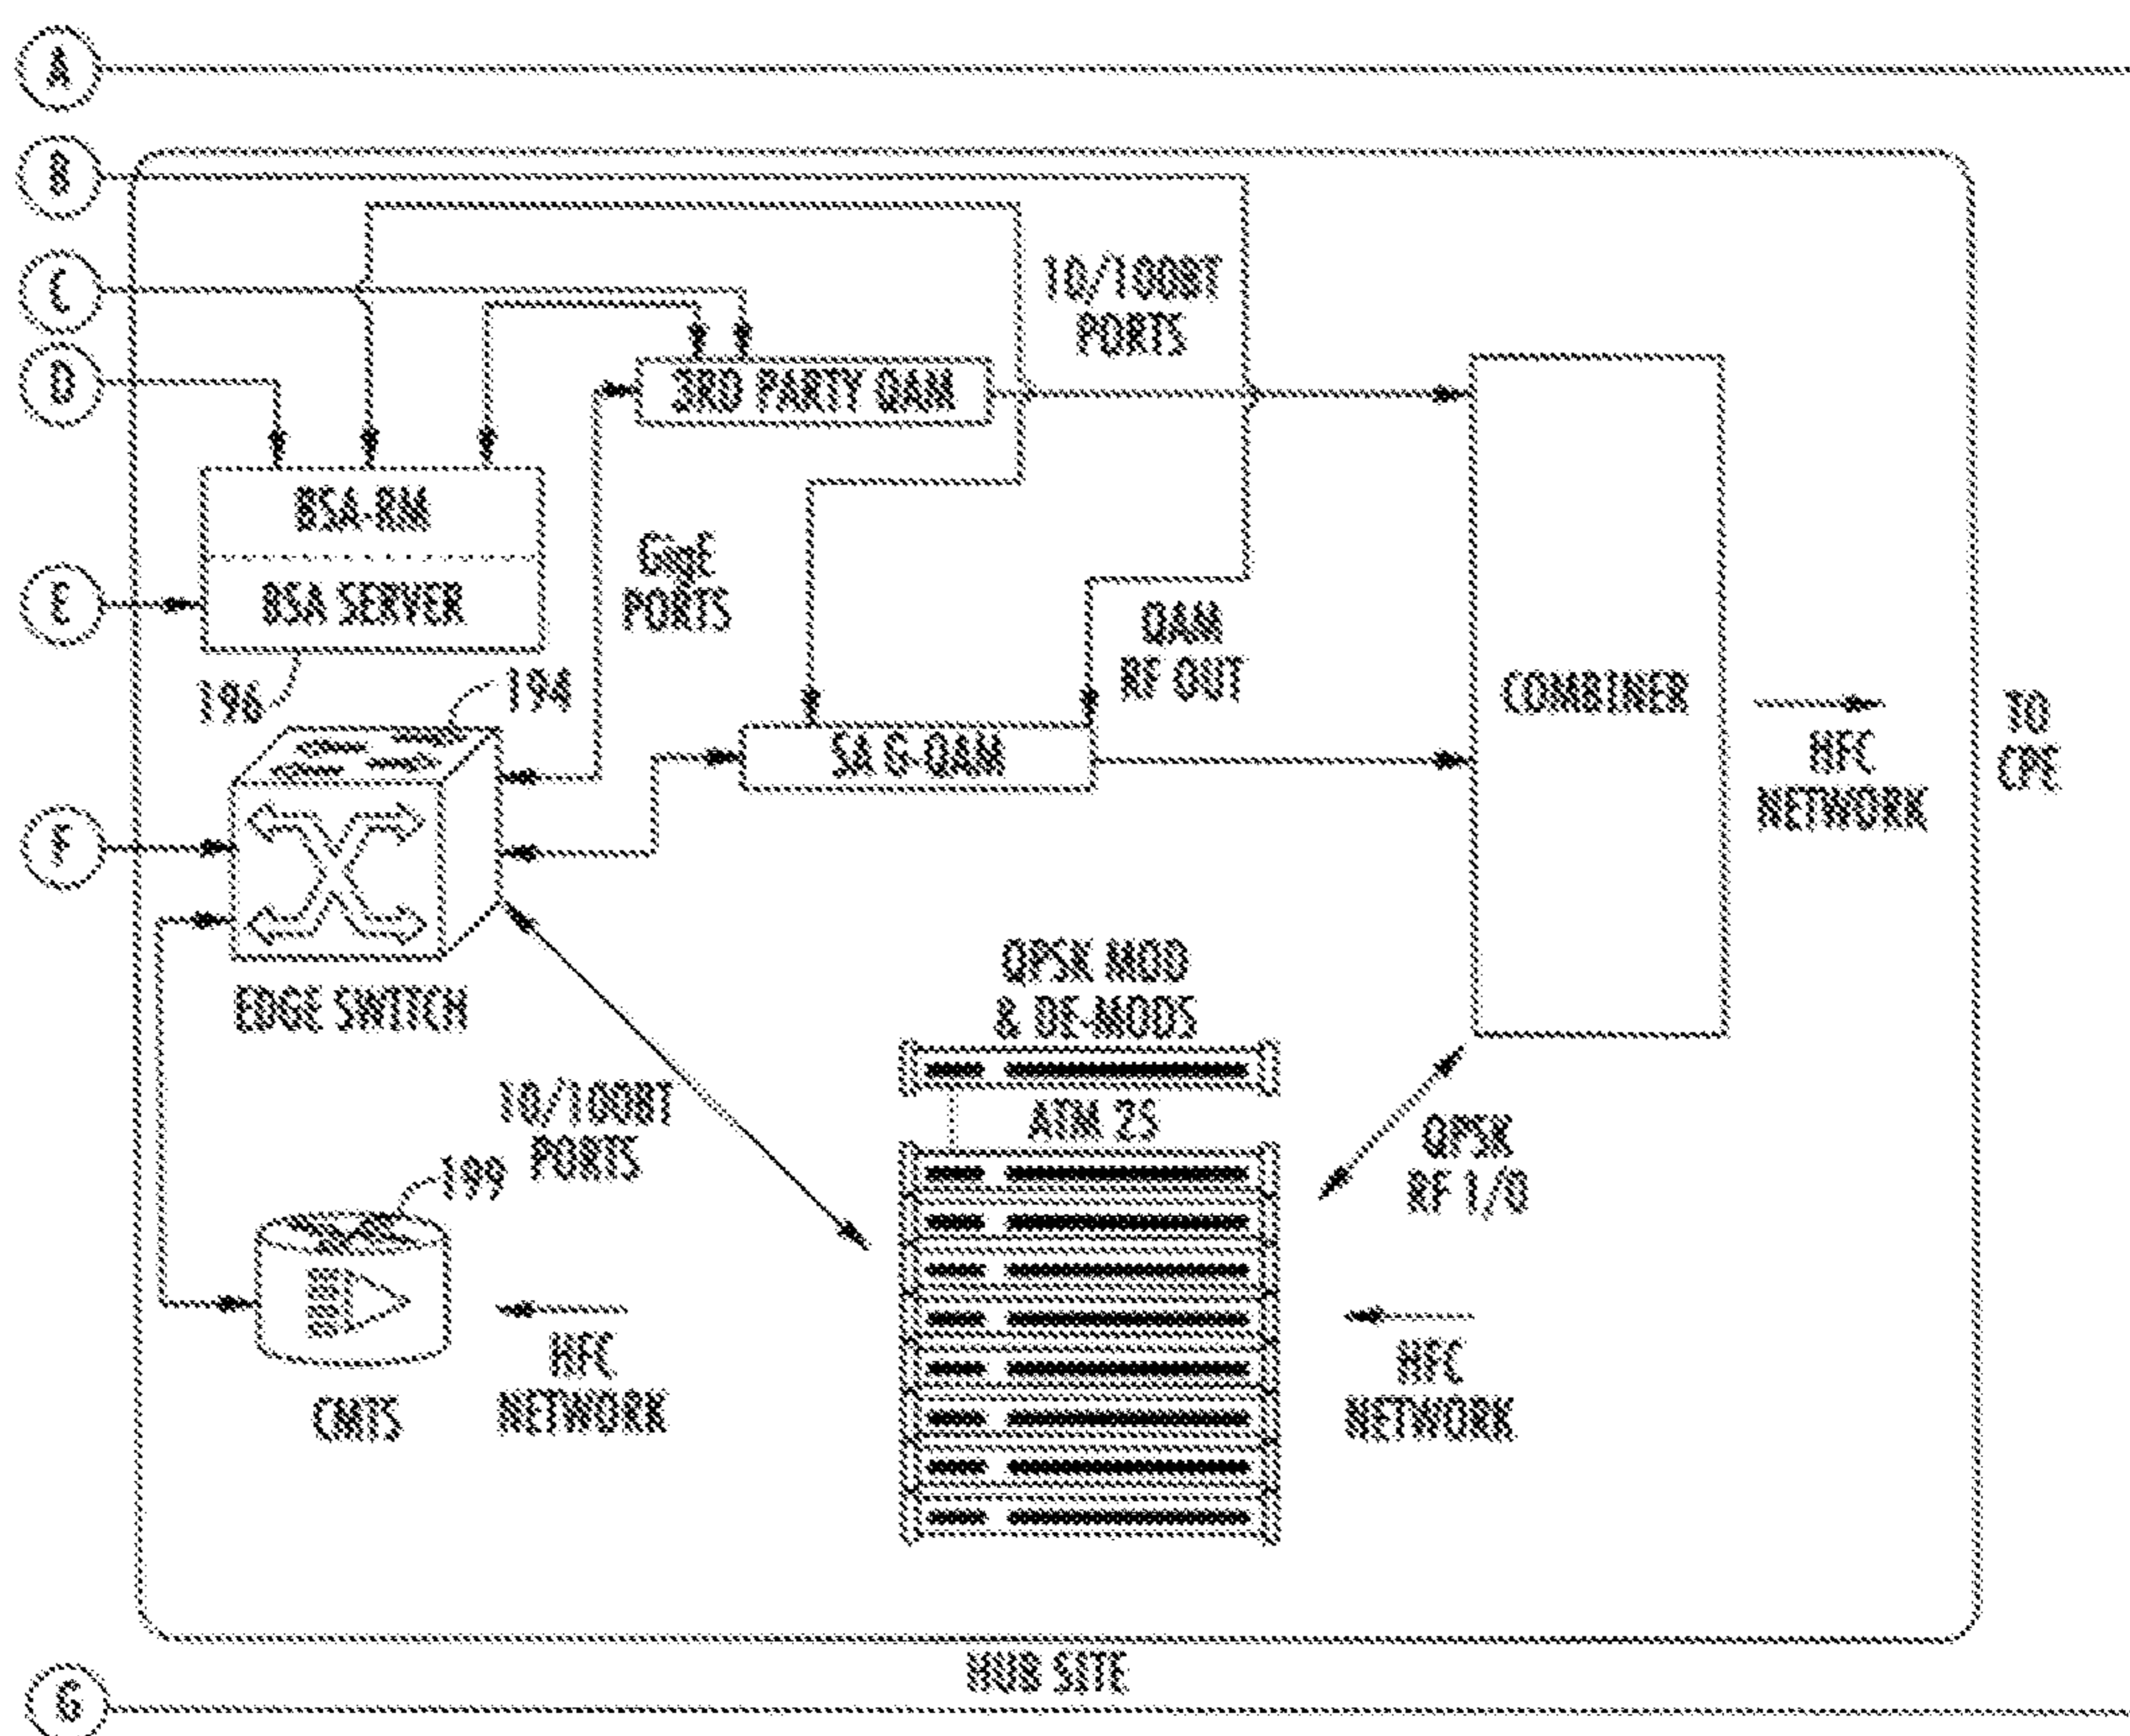 A
B
C
D
E
F
G
10/100BT
PORTS
3RD PARTY QAM
BSA-RM
BSA SERVER
GigE
PORTS
196
194
QAM
RF OUT
SA G-QAM
COMBINER
HFC
NETWORK
TO
CPE
EDGE SWITCH
QPSK MOD
& DE-MODS
ATM 25
10/100BT
PORTS
QPSK
RF I/O
199
CMTS
HFC
NETWORK
HFC
NETWORK
HUB SITE